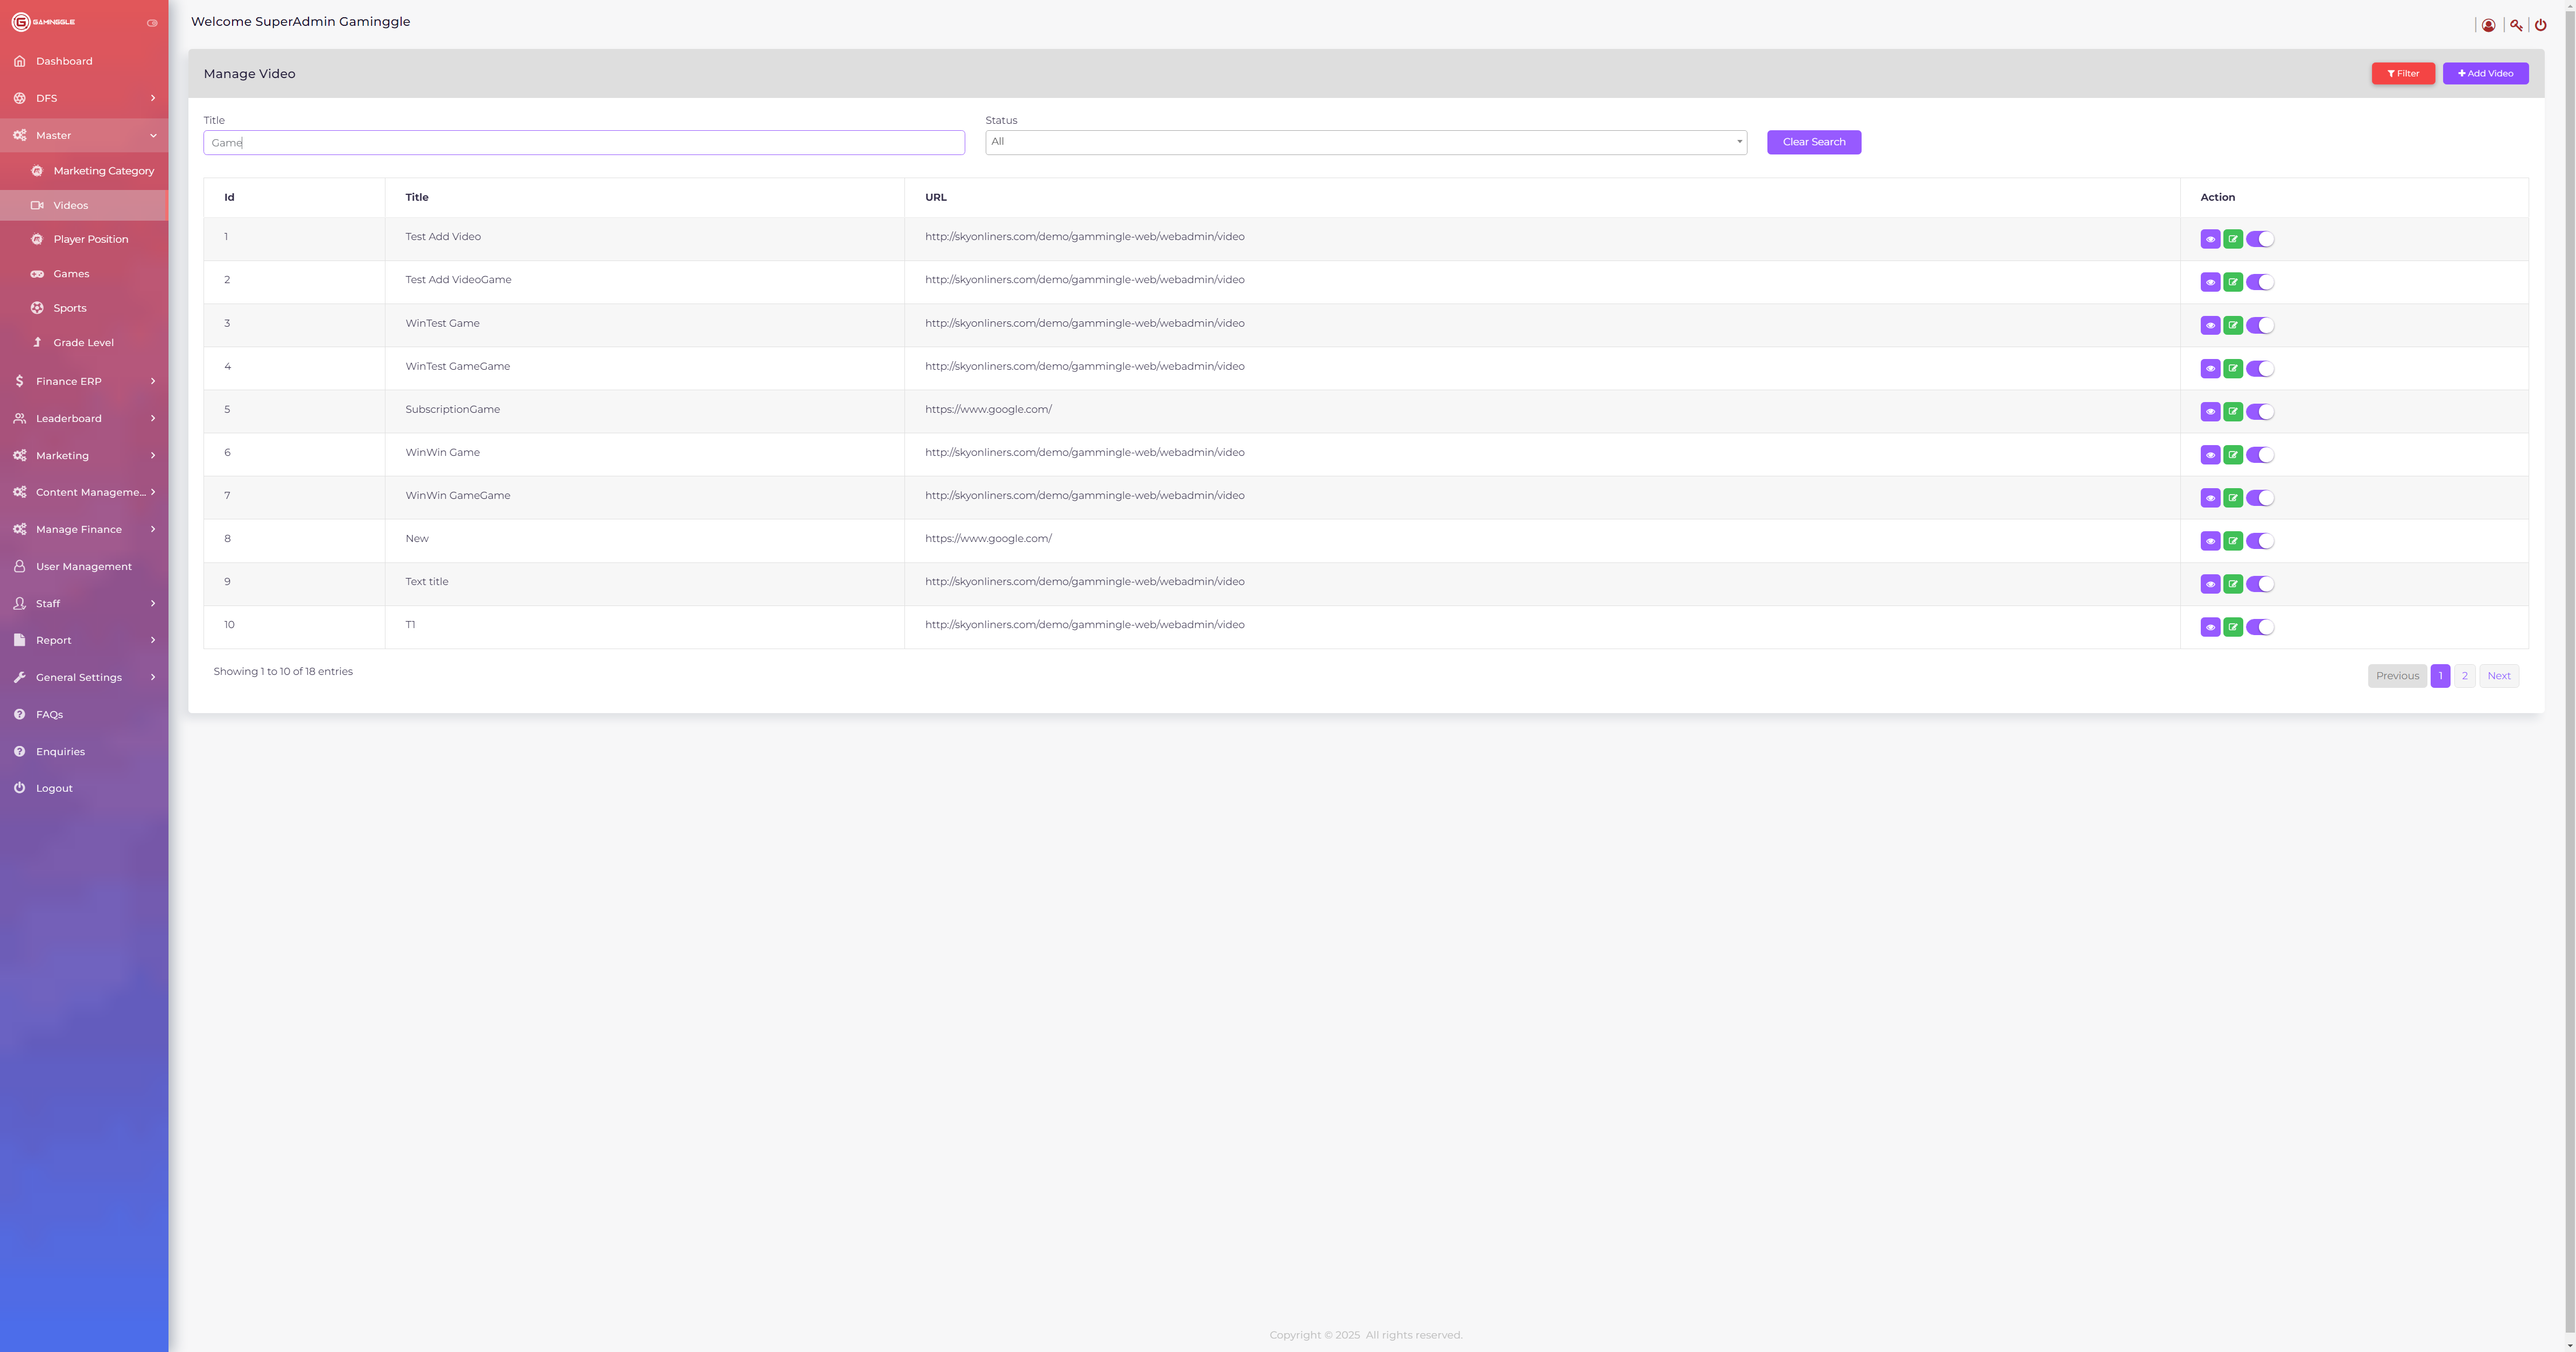 GAMINGGLE
Welcome SuperAdmin Gaminggle
Dashboard
DFS
Master
Marketing Category
Videos
Player Position
Games
Sports
Grade Level
Finance ERP
Leaderboard
Marketing
Content Manageme...
Manage Finance
User Management
Staff
Report
General Settings
FAQs
Enquiries
Logout
Manage Video
Filter
Add Video
Title
Status
Game
All
Clear Search
Id Title URL Action
1 Test Add Video http://skyonliners.com/demo/gammingle-web/webadmin/video
2 Test Add VideoGame http://skyonliners.com/demo/gammingle-web/webadmin/video
3 WinTest Game http://skyonliners.com/demo/gammingle-web/webadmin/video
4 WinTest GameGame http://skyonliners.com/demo/gammingle-web/webadmin/video
5 SubscriptionGame https://www.google.com/
6 WinWin Game http://skyonliners.com/demo/gammingle-web/webadmin/video
7 WinWin GameGame http://skyonliners.com/demo/gammingle-web/webadmin/video
8 New https://www.google.com/
9 Text title http://skyonliners.com/demo/gammingle-web/webadmin/video
10 T1 http://skyonliners.com/demo/gammingle-web/webadmin/video
Showing 1 to 10 of 18 entries
Previous 1 2 Next
Copyright © 2025 All rights reserved.